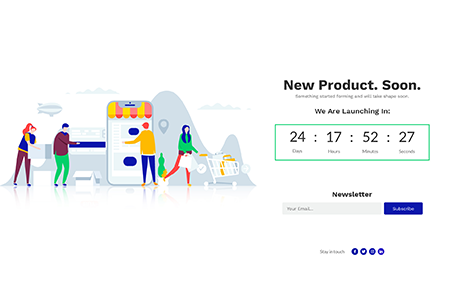 New Product. Soon.
Something started forming and will take shape soon.
We Are Launching In:
24 : 17 : 52 : 27
Days Hours Minutes Seconds
Newsletter
Your Email...
Subscribe
Stay in touch